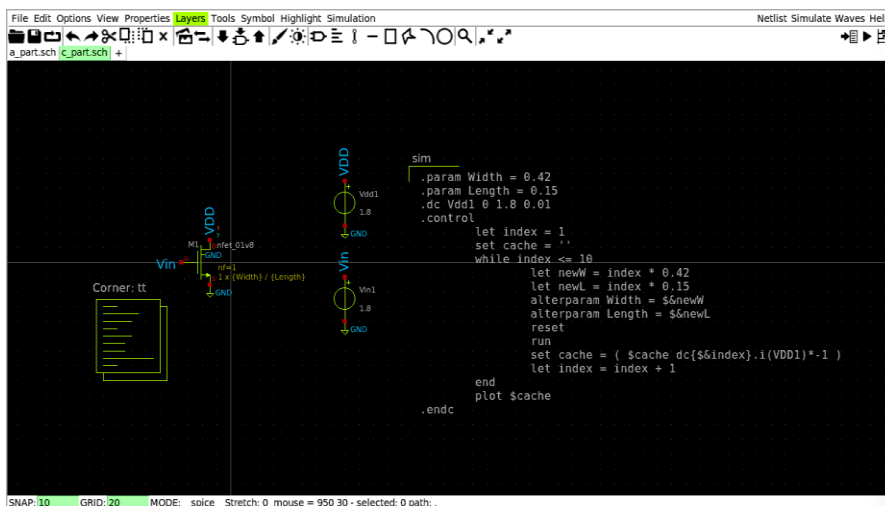 File Edit Options View Properties Layers Tools Symbol Highlight Simulation Netlist Simulate Waves Hel
a_part.sch c_part.sch +
sim
.param Width = 0.42
.param Length = 0.15
.dc Vdd1 0 1.8 0.01
.control
let index = 1
set cache = ''
while index <= 10
let newW = index * 0.42
let newL = index * 0.15
alterparam Width = $&newW
alterparam Length = $&newL
reset
run
set cache = ( $cache dc{$&index}.i(VDD1)*-1 )
let index = index + 1
end
plot $cache
.endc
VDD
Vdd1
1.8
GND
VDD
M1
nfet_01v8
GND
Vin
nf=1
1 x {Width} / {Length}
GND
Vin
Vin1
1.8
GND
Corner: tt
SNAP: 10 GRID: 20 MODE: spice Stretch: 0 mouse = 950 30 - selected: 0 path: .